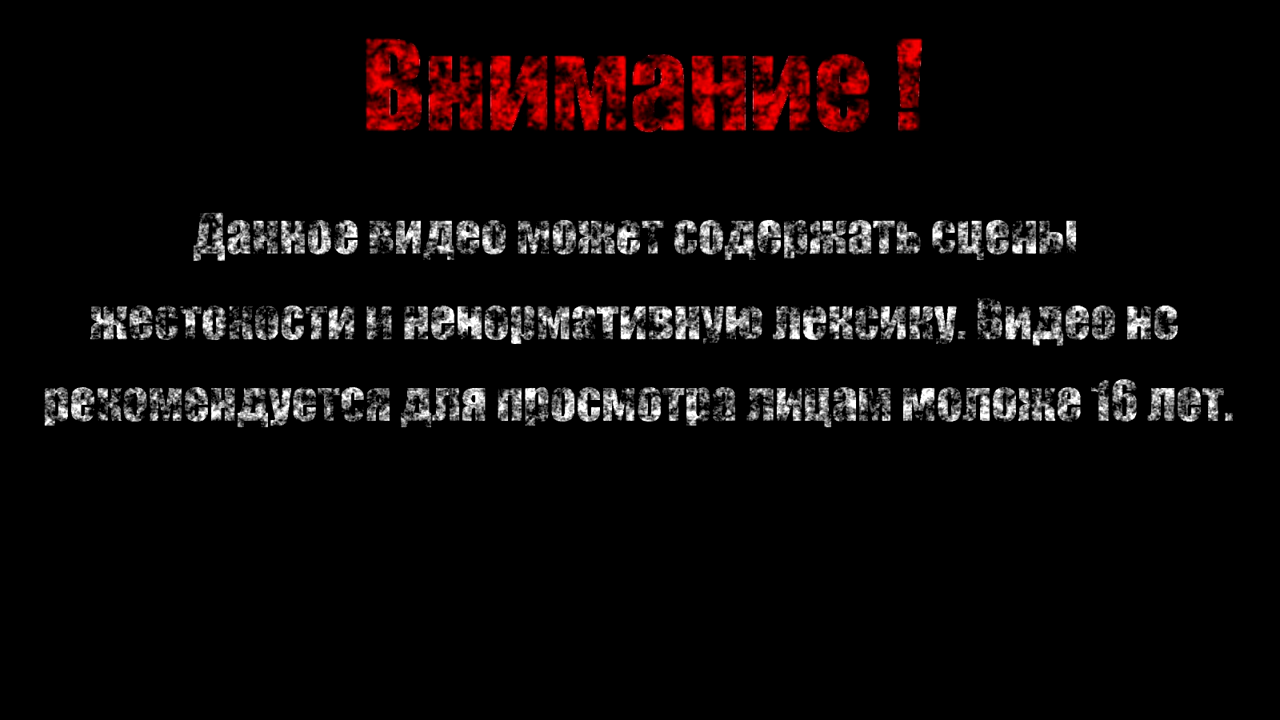 Внимание !
Данное видео может содержать сцены
жестокости и ненормативную лексику. Видео не
рекомендуется для просмотра лицам моложе 16 лет.